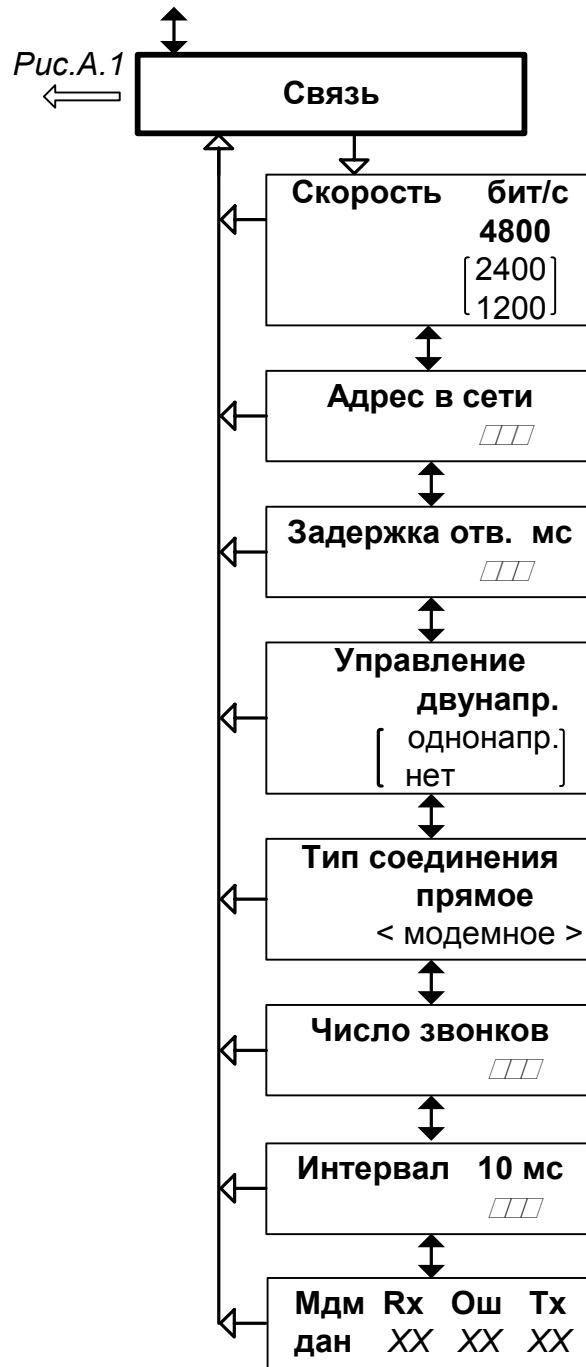 Рис.А.1
Связь
Скорость бит/с
4800
2400
1200
Адрес в сети
Задержка отв. мс
Управление
двунапр.
однонапр.
нет
Тип соединения
прямое
< модемное >
Число звонков
Интервал 10 мс
Мдм Rx Ош Tx
дан XX XX XX